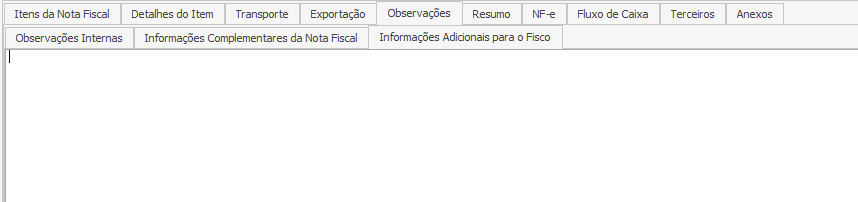 Itens da Nota Fiscal Detalhes do Item Transporte Exportação Observações Resumo NF-e Fluxo de Caixa Terceiros Anexos
Observações Internas Informações Complementares da Nota Fiscal Informações Adicionais para o Fisco